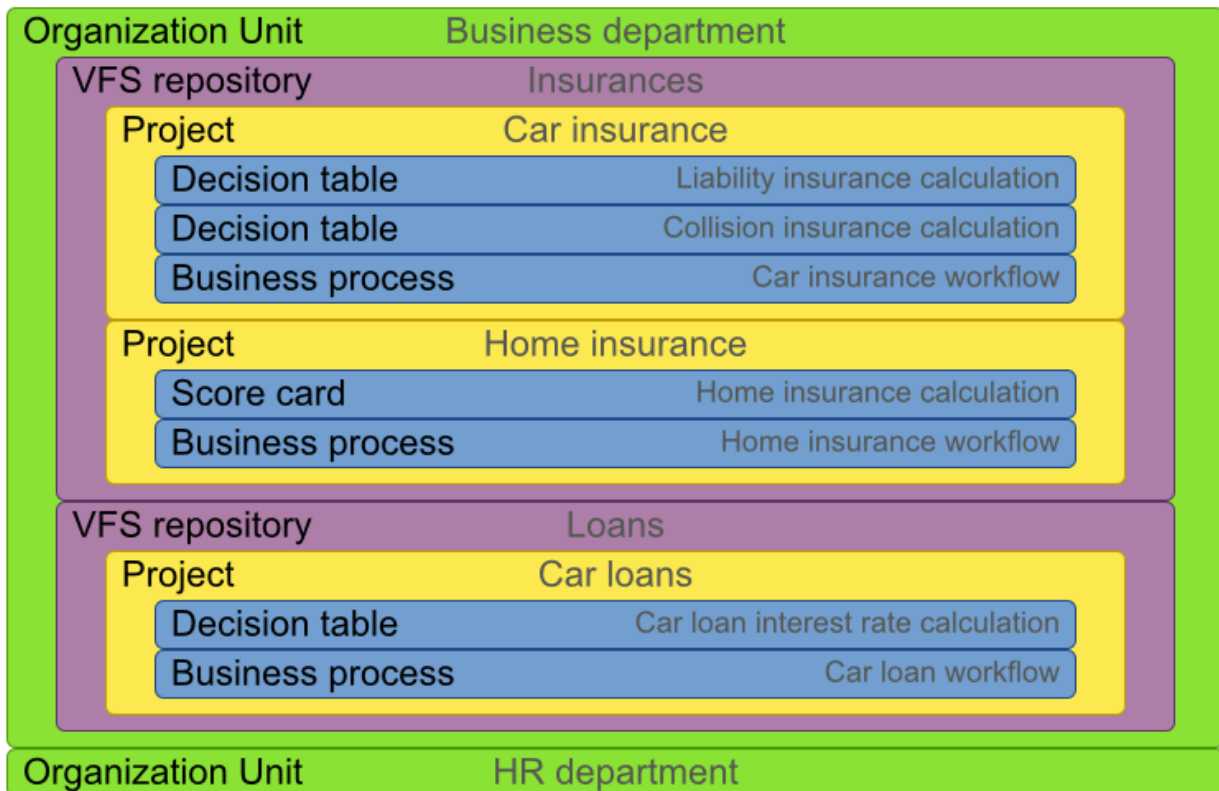 Organization Unit Business department
VFS repository Insurances
Project Car insurance
Decision table Liability insurance calculation
Decision table Collision insurance calculation
Business process Car insurance workflow
Project Home insurance
Score card Home insurance calculation
Business process Home insurance workflow
VFS repository Loans
Project Car loans
Decision table Car loan interest rate calculation
Business process Car loan workflow
Organization Unit HR department